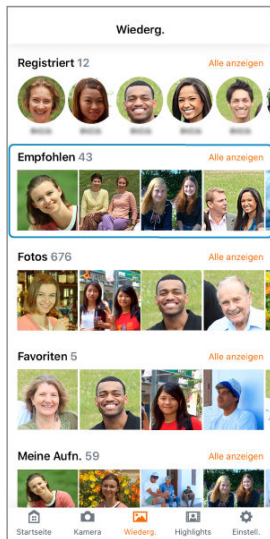 Wiederg.
Registriert 12 Alle anzeigen
Empfohlen 43 Alle anzeigen
Fotos 676 Alle anzeigen
Favoriten 5 Alle anzeigen
Meine Aufn. 59 Alle anzeigen
Startseite Kamera Wiederg. Highlights Einstell.